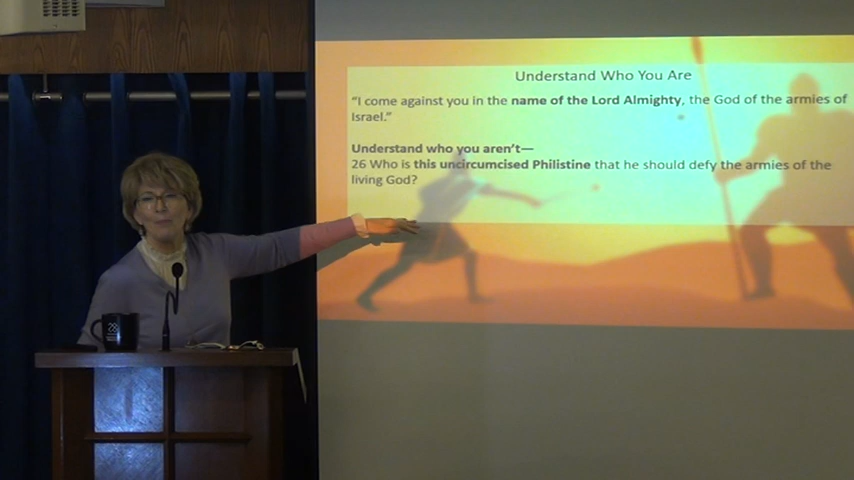 Understand Who You Are
“I come against you in the name of the Lord Almighty, the God of the armies of
Israel.”
Understand who you aren’t—
26 Who is this uncircumcised Philistine that he should defy the armies of the
living God?